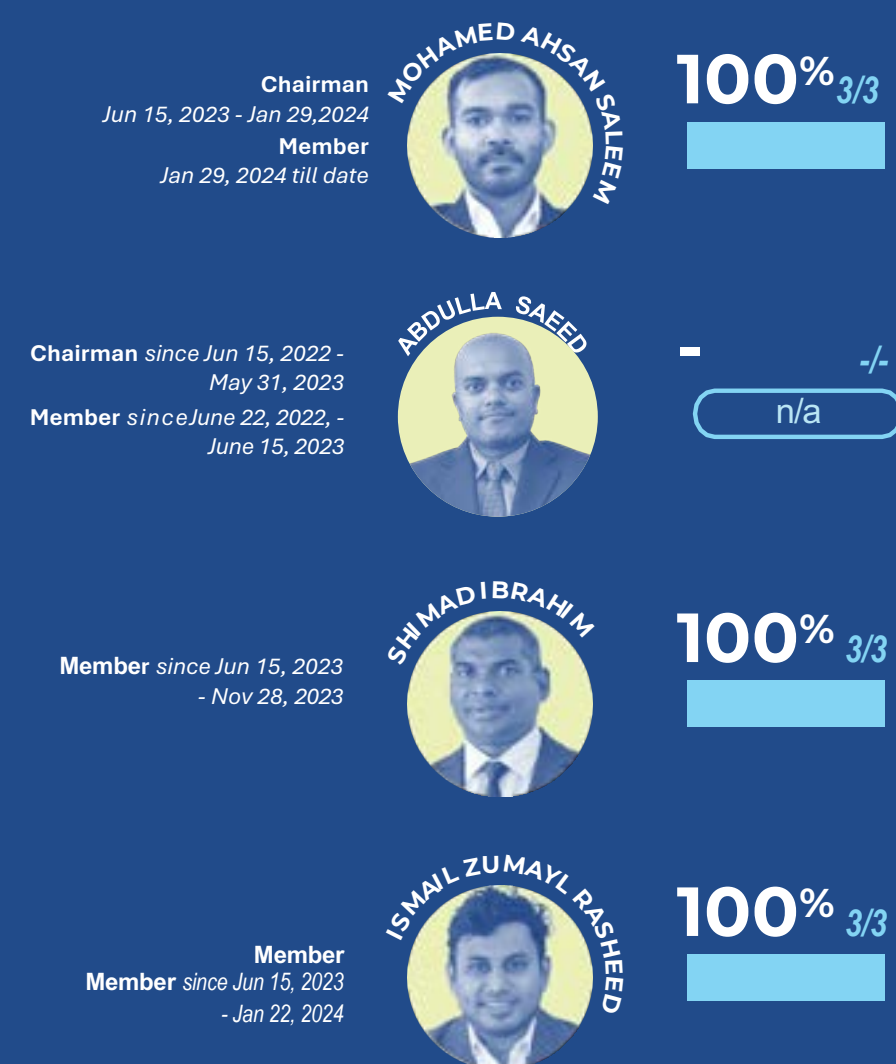 MOHAMED AHSAN SALEEM
Chairman
Jun 15, 2023 - Jan 29,2024
Member
Jan 29, 2024 till date
100% 3/3
ABDULLA SAEED
Chairman since Jun 15, 2022 -
May 31, 2023
Member sinceJune 22, 2022, -
June 15, 2023
- -/-
n/a
SHIMAD IBRAHIM
Member since Jun 15, 2023
- Nov 28, 2023
100% 3/3
ISMAIL ZUMAYL RASHEED
Member
Member since Jun 15, 2023
- Jan 22, 2024
100% 3/3